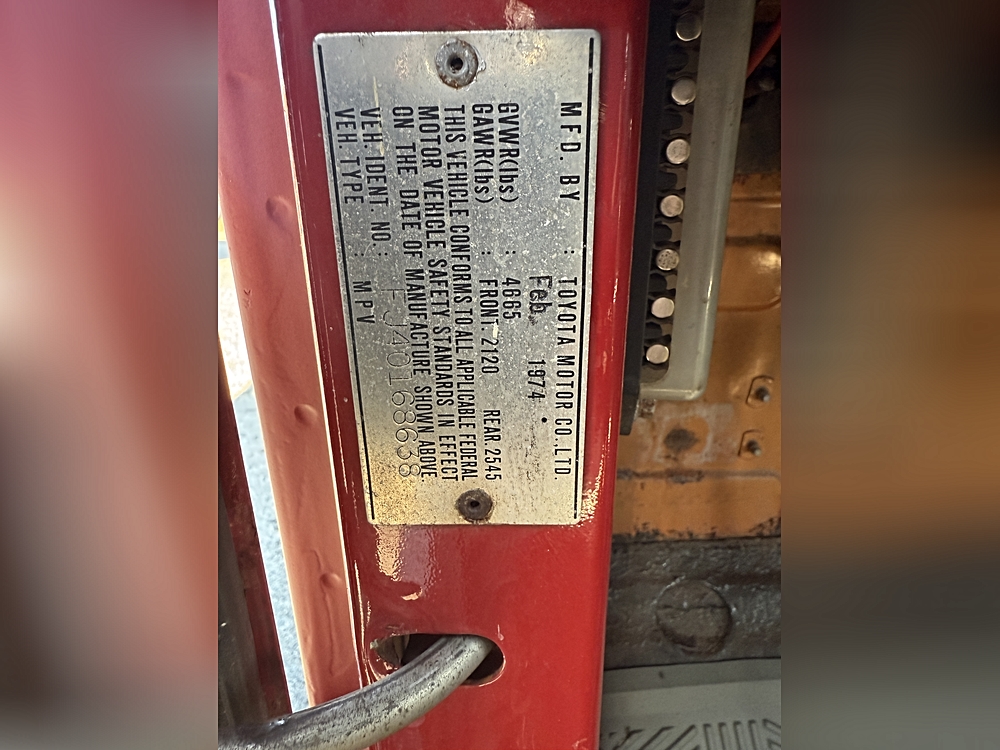 MFD. BY : TOYOTA MOTOR CO., LTD.
Feb. 1974
GVWR(lbs) : 4665
GAWR(lbs) : FRONT. 2120 REAR. 2545
THIS VEHICLE CONFORMS TO ALL APPLICABLE FEDERAL
MOTOR VEHICLE SAFETY STANDARDS IN EFFECT
ON THE DATE OF MANUFACTURE SHOWN ABOVE.
VEH. IDENT. NO. : FJ40168638
VEH. TYPE : MPV